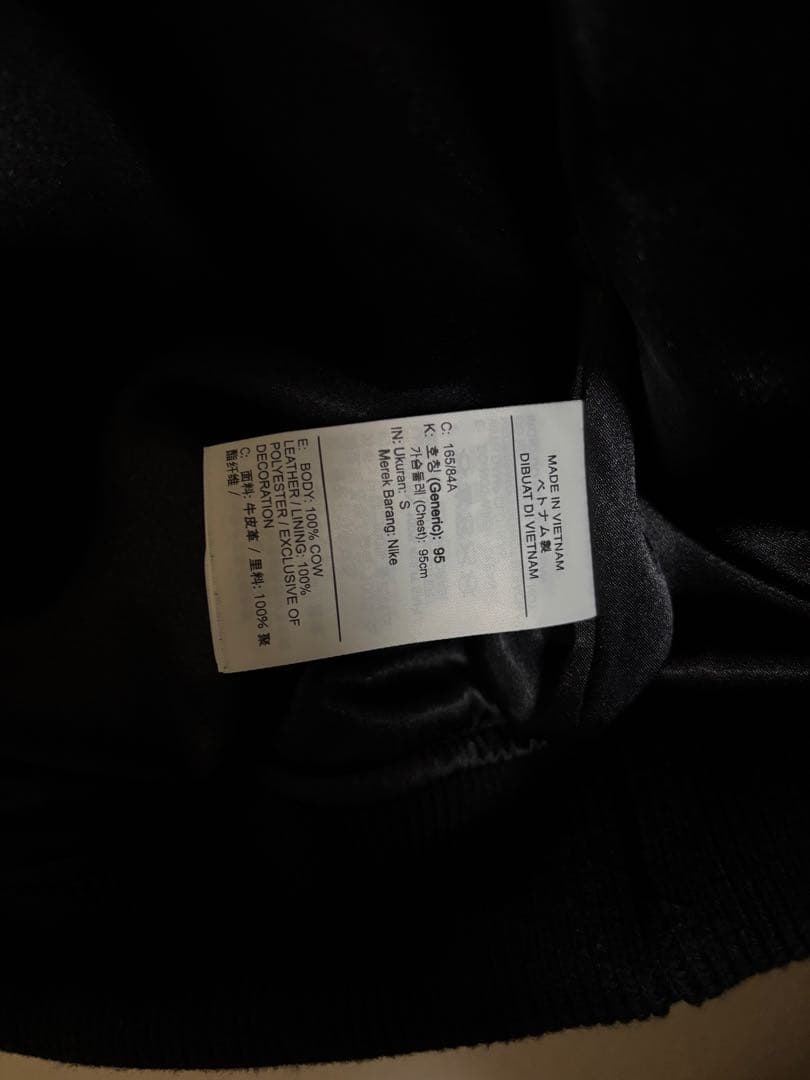 MADE IN VIETNAM
ベトナム製
DIBUAT DI VIETNAM
C: 165/84A
K: 호칭 (Generic): 95
가슴둘레 (Chest): 95cm
IN: Ukuran: S
Merek Barang: Nike
E: BODY: 100% COW
LEATHER / LINING: 100%
POLYESTER / EXCLUSIVE OF
DECORATION
C: 面料: 牛皮革 / 里料: 100% 聚
酯纤维 /